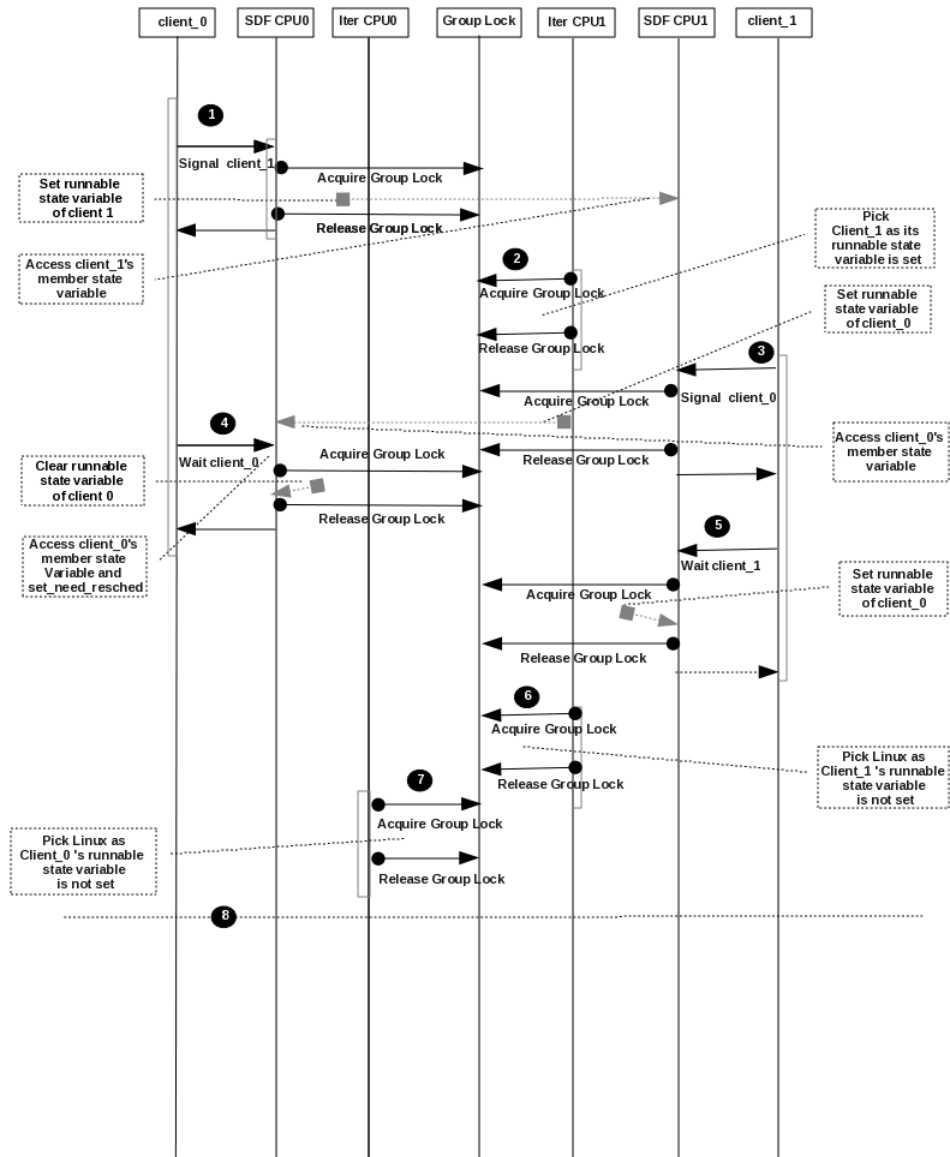 client_0
SDF CPU0
Iter CPU0
Group Lock
Iter CPU1
SDF CPU1
client_1
1
Signal client_1
Acquire Group Lock
Set runnable
state variable
of client 1
Release Group Lock
Access client_1's
member state
variable
Pick
Client_1 as its
runnable state
variable is set
2
Acquire Group Lock
Release Group Lock
Set runnable
state variable
of client_0
3
Signal client_0
Acquire Group Lock
4
Wait client_0
Acquire Group Lock
Release Group Lock
Access client_0's
member state
variable
Clear runnable
state variable
of client 0
Release Group Lock
Access client_0's
member state
Variable and
set_need_resched
5
Wait client_1
Acquire Group Lock
Set runnable
state variable
of client_0
Release Group Lock
6
Acquire Group Lock
Release Group Lock
Pick Linux as
Client_1 's runnable
state variable
is not set
7
Acquire Group Lock
Pick Linux as
Client_0 's runnable
state variable
is not set
Release Group Lock
8